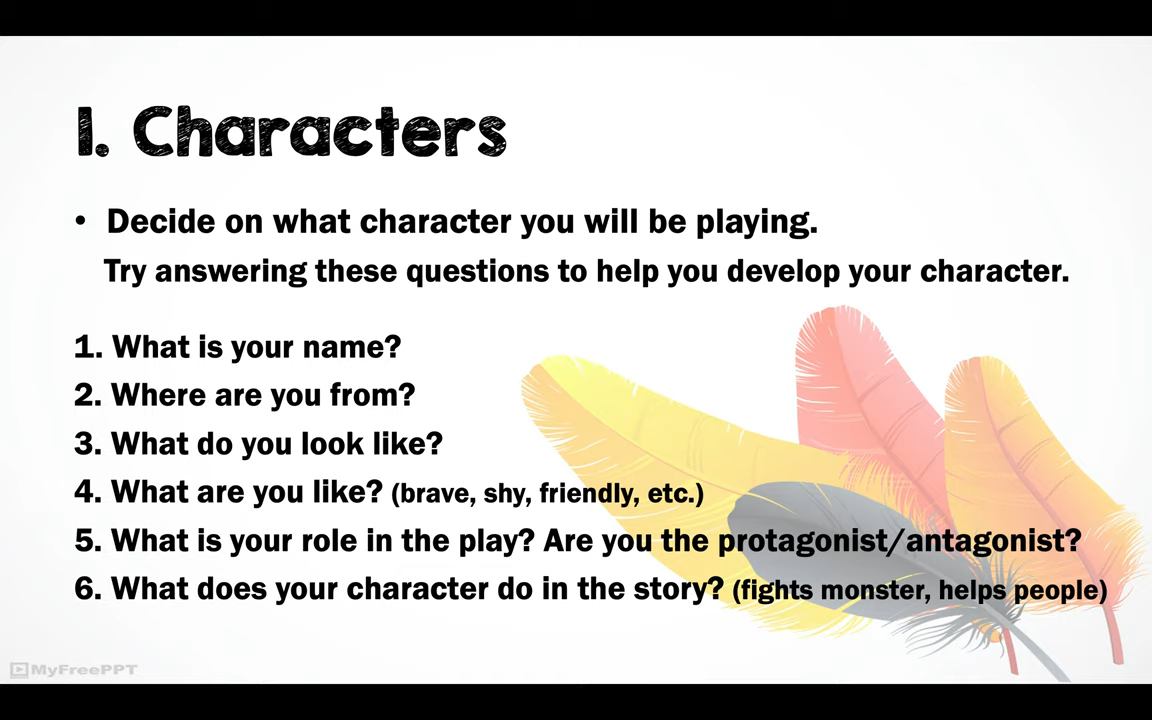 1. Characters
• Decide on what character you will be playing.
Try answering these questions to help you develop your character.
1. What is your name?
2. Where are you from?
3. What do you look like?
4. What are you like? (brave, shy, friendly, etc.)
5. What is your role in the play? Are you the protagonist/antagonist?
6. What does your character do in the story? (fights monster, helps people)
MyFreePPT